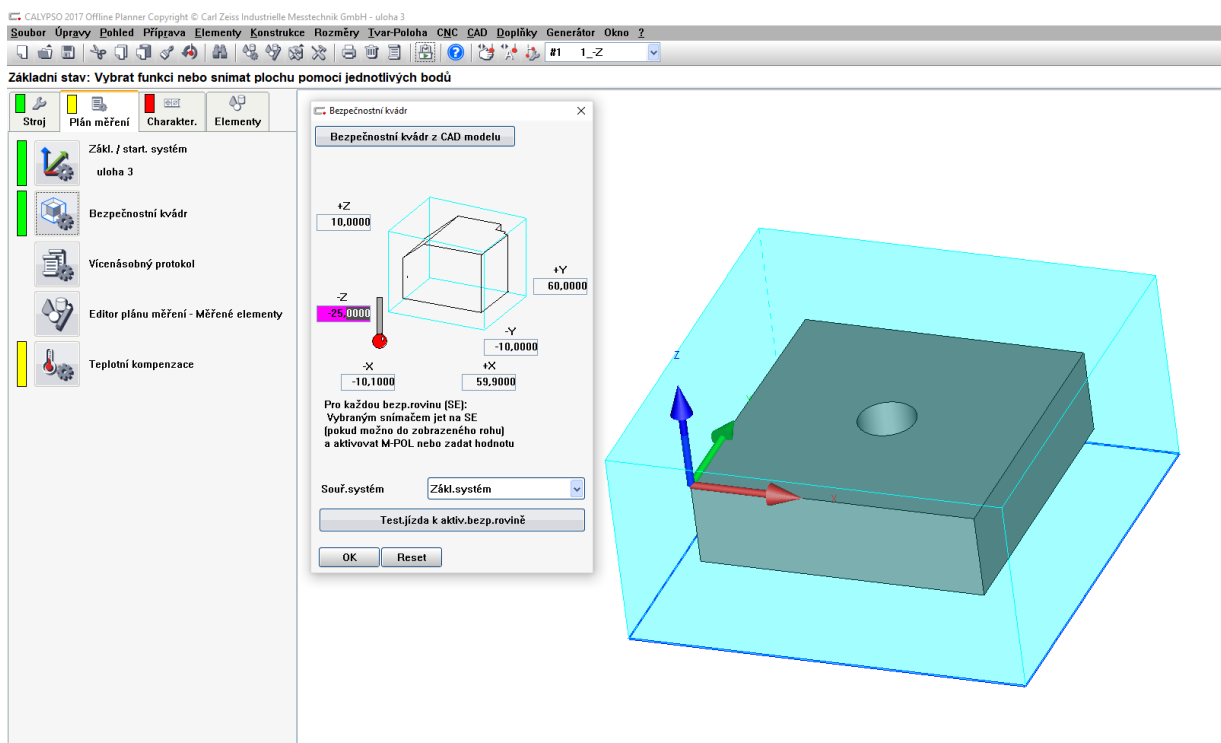 CALYPSO 2017 Offline Planner Copyright © Carl Zeiss Industrielle Messtechnik GmbH - uloha 3
Soubor Úpravy Pohled Příprava Elementy Konstrukce Rozměry Tvar-Poloha CNC CAD Doplňky Generátor Okno ?
#1 1_-Z
Základní stav: Vybrat funkci nebo snimat plochu pomocí jednotlivých bodů
Stroj Plán měření Charakter. Elementy
Zákl. / start. systém
uloha 3
Bezpečnostní kvádr
Vícenásobný protokol
Editor plánu měření - Měřené elementy
Teplotní kompenzace
Bezpečnostní kvádr
Bezpečnostní kvádr z CAD modelu
+Z
10,0000
+Y
60,0000
-Z
-25,0000
-Y
-10,0000
-X +X
-10,1000 59,9000
Pro každou bezp.rovinu (SE):
Vybraným snímačem jet na SE
(pokud možno do zobrazeného rohu)
a aktivovat M-POL nebo zadat hodnotu
Souř.systém Zákl.systém
Test.jízda k aktiv.bezp.rovině
OK Reset
Z
Y
X